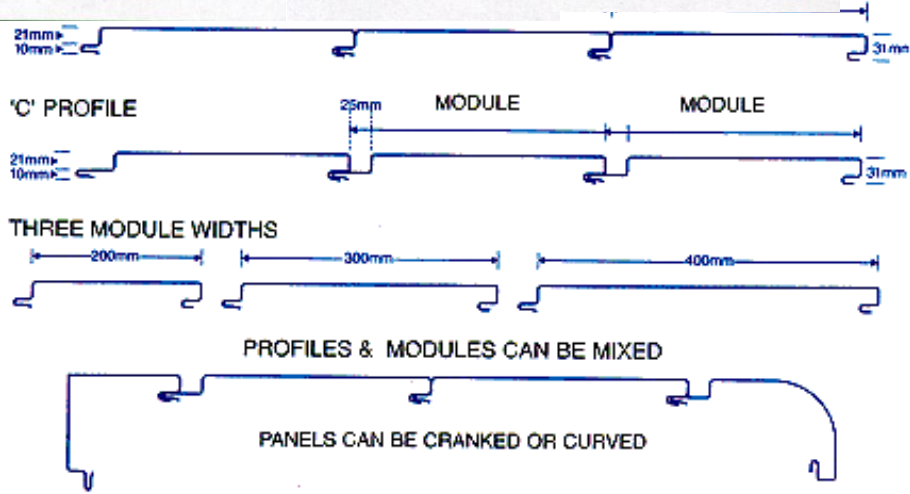 21mm
10mm
31mm
'C' PROFILE
25mm
MODULE
MODULE
21mm
10mm
31mm
THREE MODULE WIDTHS
200mm
300mm
400mm
PROFILES & MODULES CAN BE MIXED
PANELS CAN BE CRANKED OR CURVED